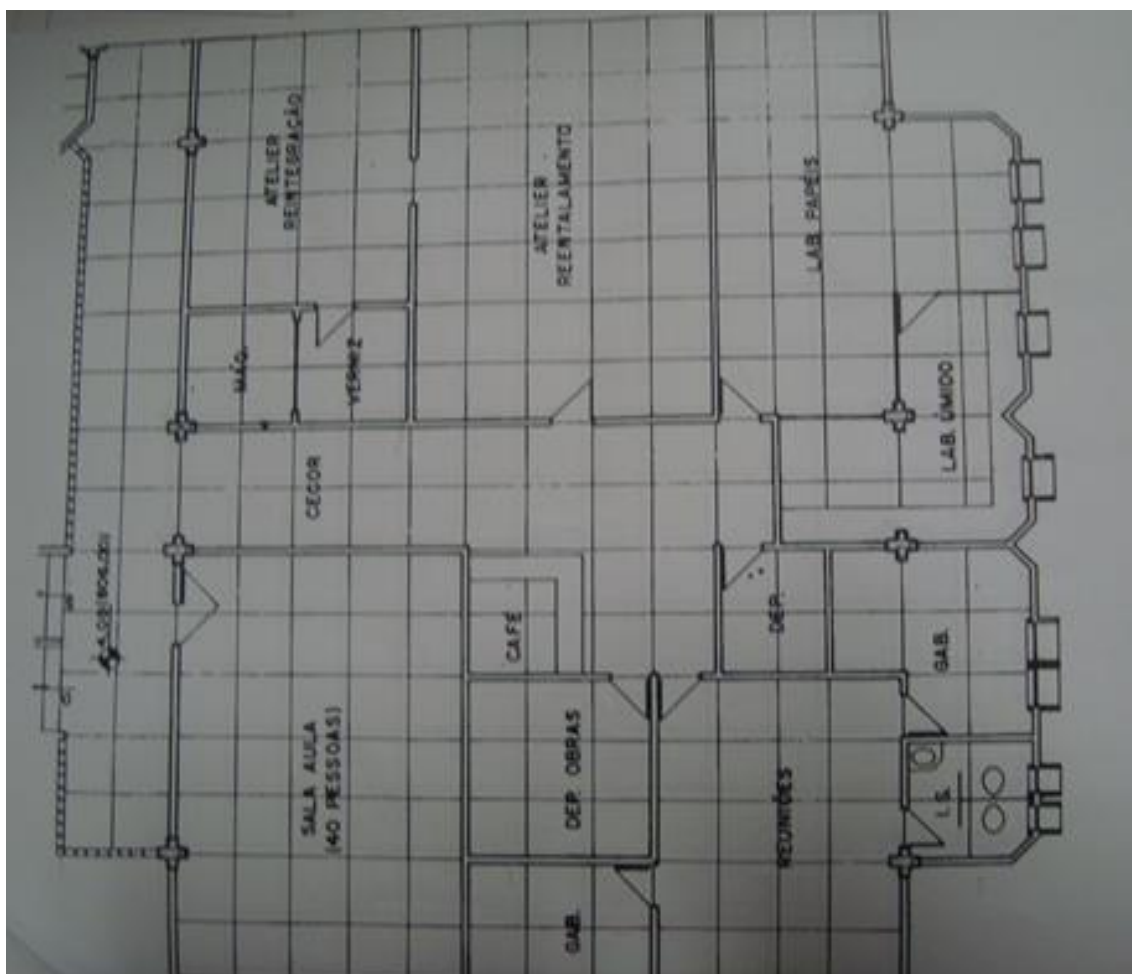 MÁQ.
ATELIER
REINTEGRAÇÃO
SALA AULA
(40 PESSOAS)
CECOR
VERNIZ
CAFÉ
ATELIER
REENTALAMENTO
GAB.
DEP. OBRAS
REUNIÕES
DEP.
LAB. PAPÉIS
I.S.
GAB.
LAB. ÚMIDO